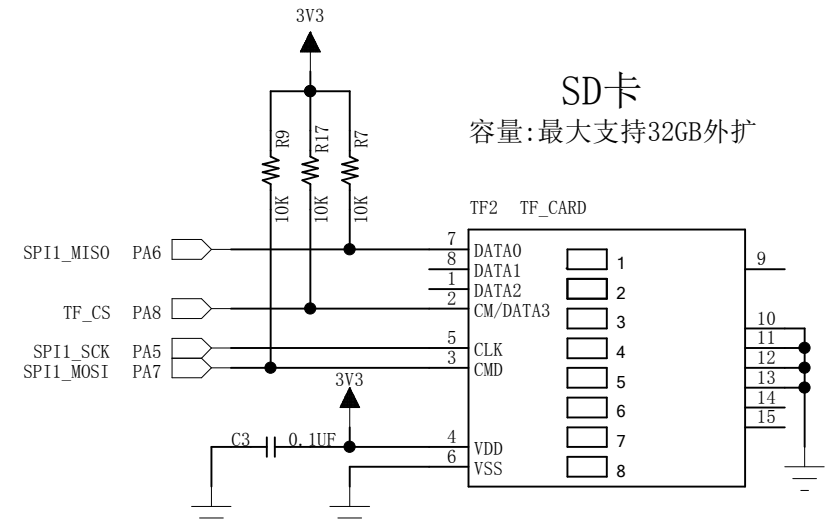 3V3
SD卡
容量:最大支持32GB外扩
R9
R17
R7
10K
10K
10K
TF2 TF_CARD
SPI1_MISO PA6
7 DATA0
8 DATA1
1 DATA2
TF_CS PA8
2 CM/DATA3
SPI1_SCK PA5
5 CLK
SPI1_MOSI PA7
3 CMD
3V3
C3 0.1UF
4 VDD
6 VSS
1
2
3
4
5
6
7
8
9
10
11
12
13
14
15